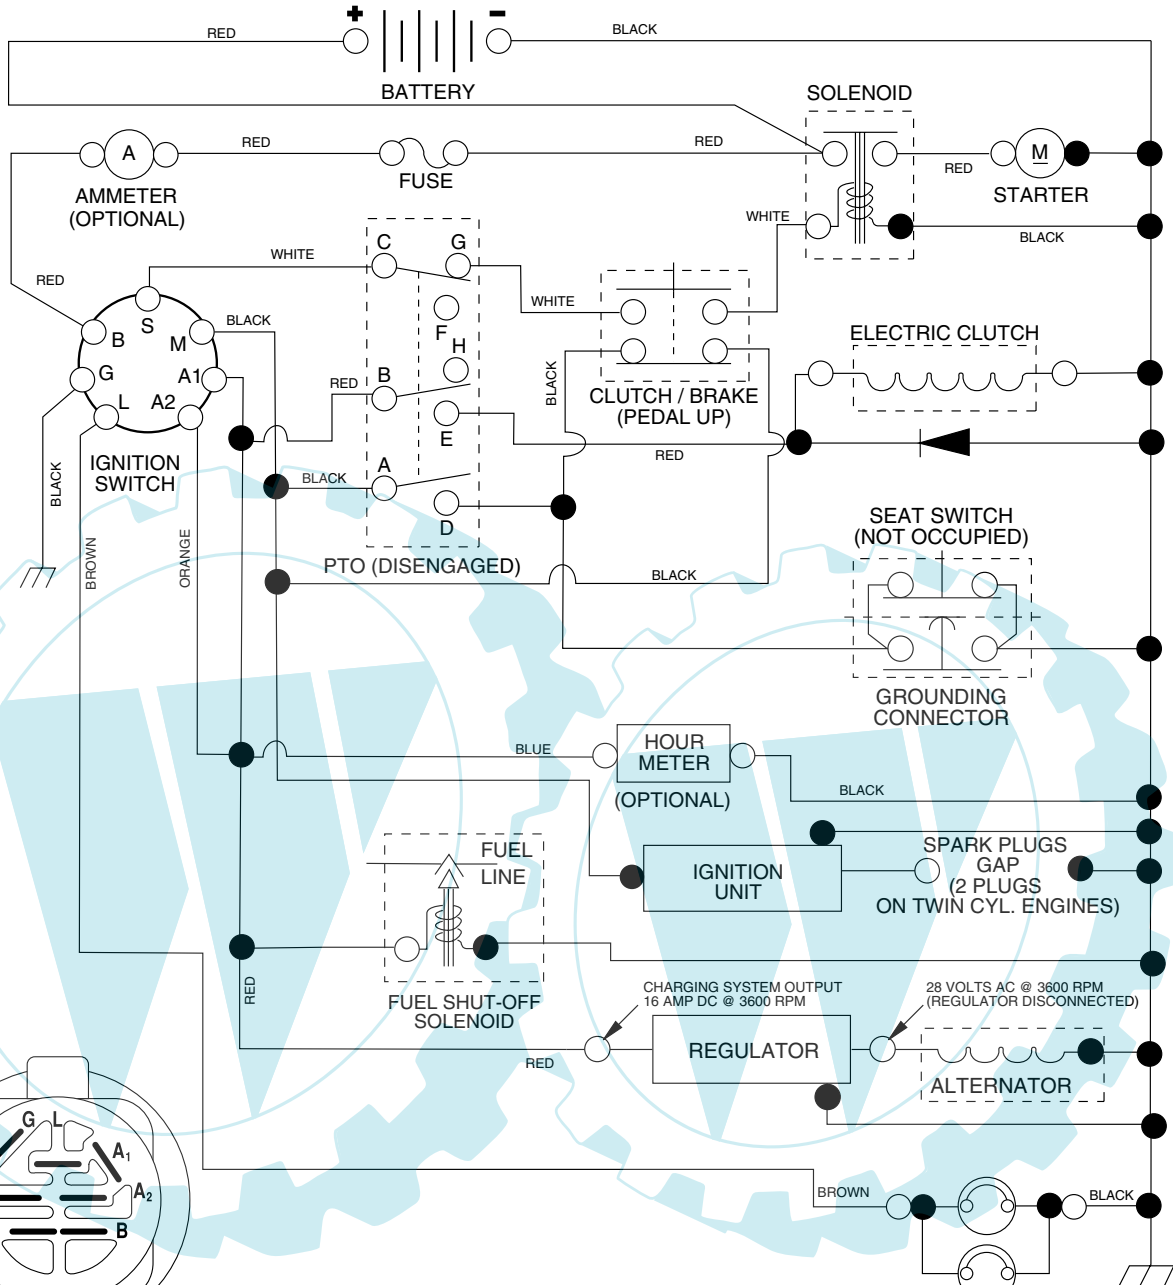 + -
RED
BLACK
BATTERY
SOLENOID
A
RED
RED
RED
M
AMMETER
(OPTIONAL)
FUSE
STARTER
WHITE
BLACK
C
G
WHITE
RED
WHITE
S
B
M
BLACK
F
H
ELECTRIC CLUTCH
G
A1
L
A2
RED
B
BLACK
CLUTCH / BRAKE
(PEDAL UP)
E
RED
IGNITION
SWITCH
BLACK
A
BLACK
D
SEAT SWITCH
(NOT OCCUPIED)
BROWN
ORANGE
PTO (DISENGAGED)
BLACK
GROUNDING
CONNECTOR
BLUE
HOUR
METER
(OPTIONAL)
BLACK
FUEL
LINE
IGNITION
UNIT
SPARK PLUGS
GAP
(2 PLUGS
ON TWIN CYL. ENGINES)
RED
FUEL SHUT-OFF
SOLENOID
CHARGING SYSTEM OUTPUT
16 AMP DC @ 3600 RPM
28 VOLTS AC @ 3600 RPM
(REGULATOR DISCONNECTED)
RED
REGULATOR
ALTERNATOR
G L
A1
A2
B
BROWN
BLACK